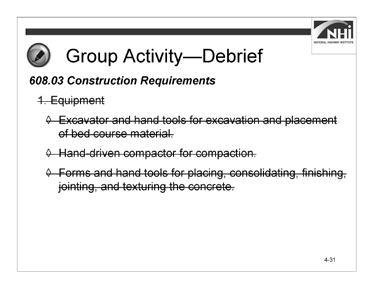 NHI
NATIONAL HIGHWAY INSTITUTE
Group Activity—Debrief
608.03 Construction Requirements
1. Equipment
◊ Excavator and hand tools for excavation and placement
of bed course material.
◊ Hand-driven compactor for compaction.
◊ Forms and hand tools for placing, consolidating, finishing,
jointing, and texturing the concrete.
4-31